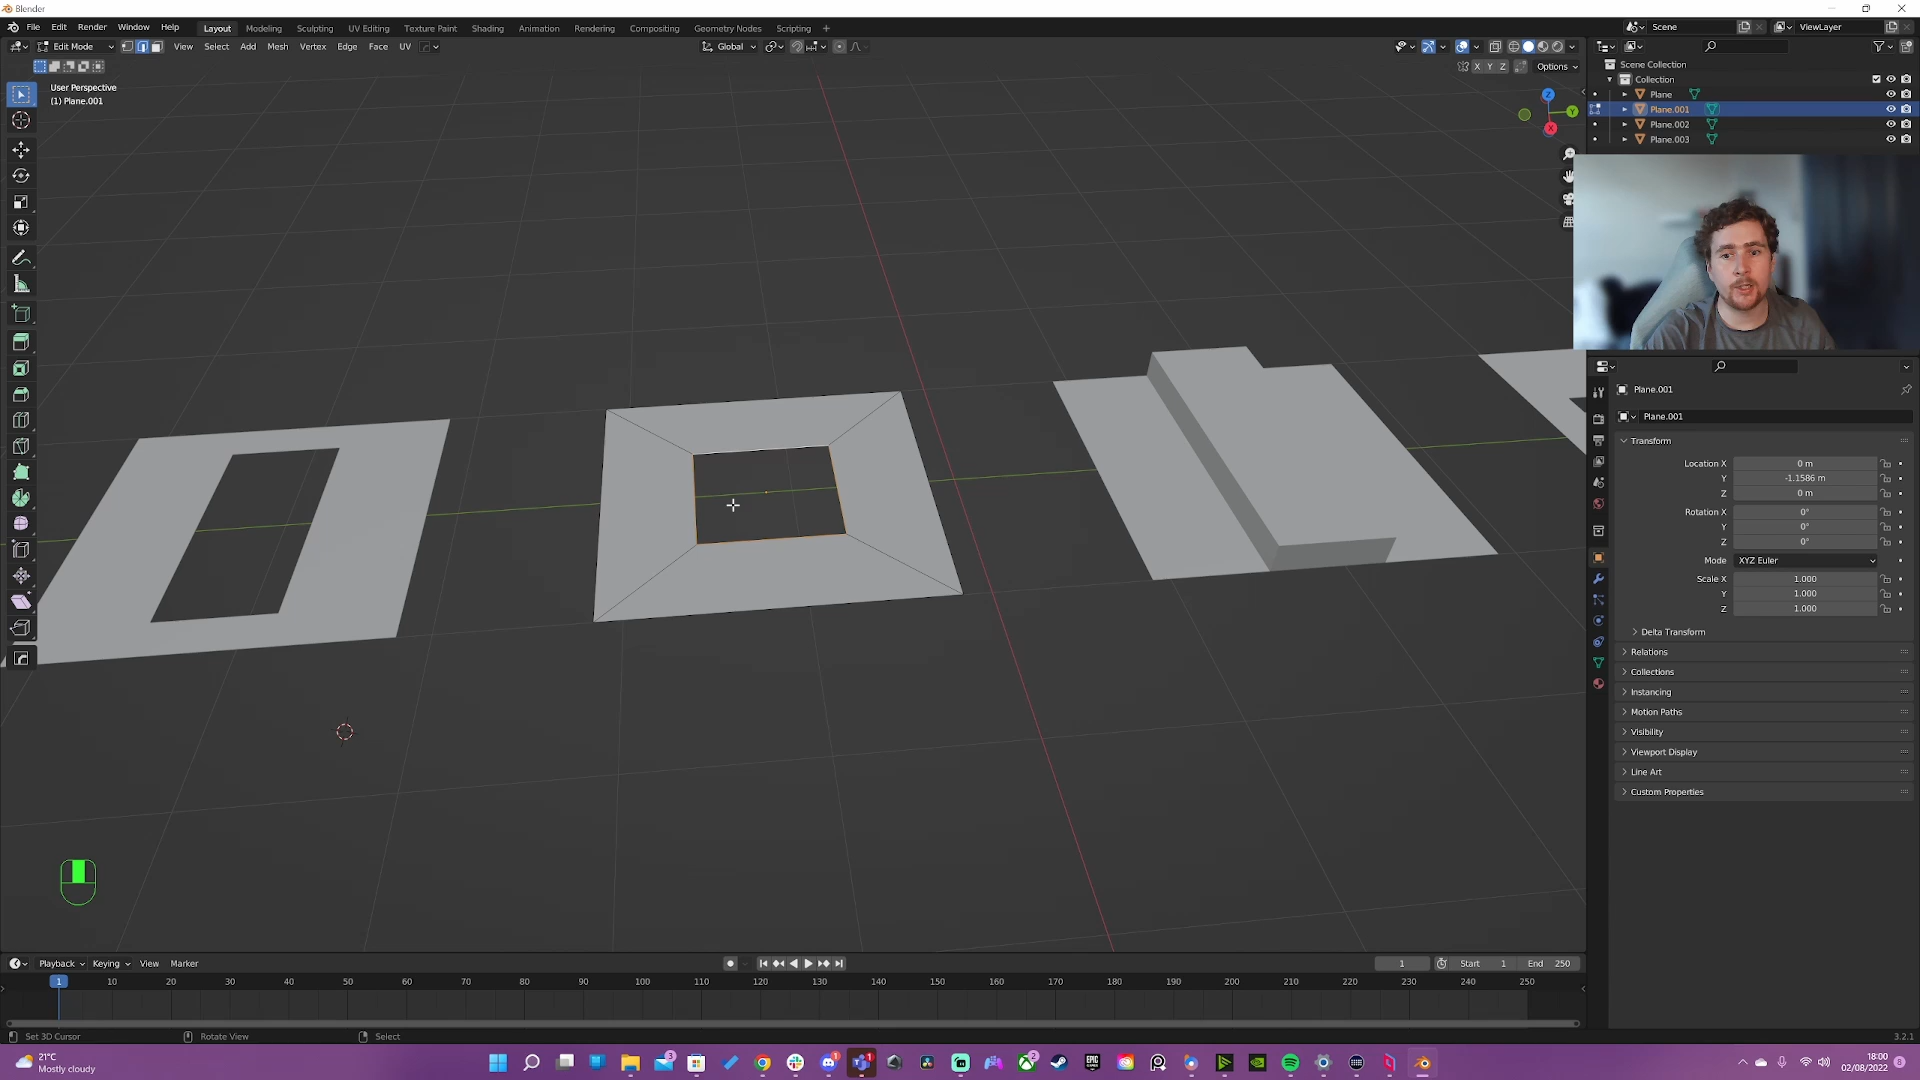 Blender
File Edit Render Window Help Layout Modeling Sculpting UV Editing Texture Paint Shading Animation Rendering Compositing Geometry Nodes Scripting + Scene ViewLayer
Edit Mode View Select Add Mesh Vertex Edge Face UV Global
X Y Z Options
User Perspective
(1) Plane.001
Z
Y
X
Scene Collection
Collection
Plane
Plane.001
Plane.002
Plane.003
Plane.001
Plane.001
Transform
Location X 0 m
Y -1.1586 m
Z 0 m
Rotation X 0°
Y 0°
Z 0°
Mode XYZ Euler
Scale X 1.000
Y 1.000
Z 1.000
Delta Transform
Relations
Collections
Instancing
Motion Paths
Visibility
Viewport Display
Line Art
Custom Properties
Playback Keying View Marker 1 Start 1 End 250
1 10 20 30 40 50 60 70 80 90 100 110 120 130 140 150 160 170 180 190 200 210 220 230 240 250
Set 3D Cursor Rotate View Select 3.2.1
21°C
Mostly cloudy
18:00
02/08/2022